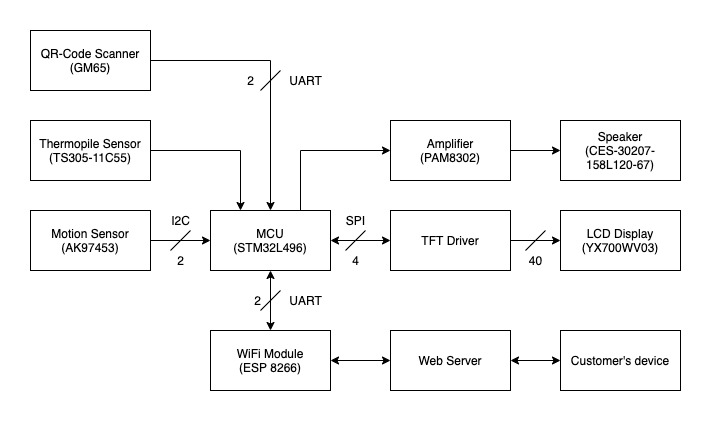 QR-Code Scanner
(GM65)
2
UART
Thermopile Sensor
(TS305-11C55)
Amplifier
(PAM8302)
Speaker
(CES-30207-
158L120-67)
Motion Sensor
(AK97453)
I2C
2
MCU
(STM32L496)
SPI
4
TFT Driver
40
LCD Display
(YX700WV03)
2
UART
WiFi Module
(ESP 8266)
Web Server
Customer's device